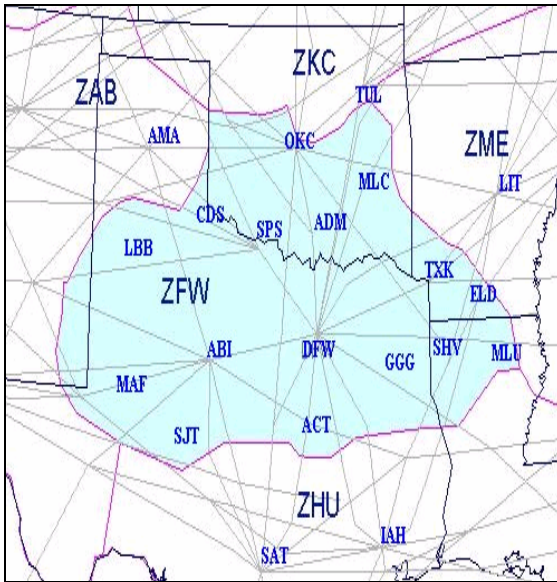 ZKC
ZAB
TUL
AMA
OKC
ZME
MLC
LIT
CDS
SPS
ADM
LBB
TXK
ZFW
ELD
ABI
DFW
GGG
SHV
MLU
MAF
SJT
ACT
ZHU
SAT
IAH